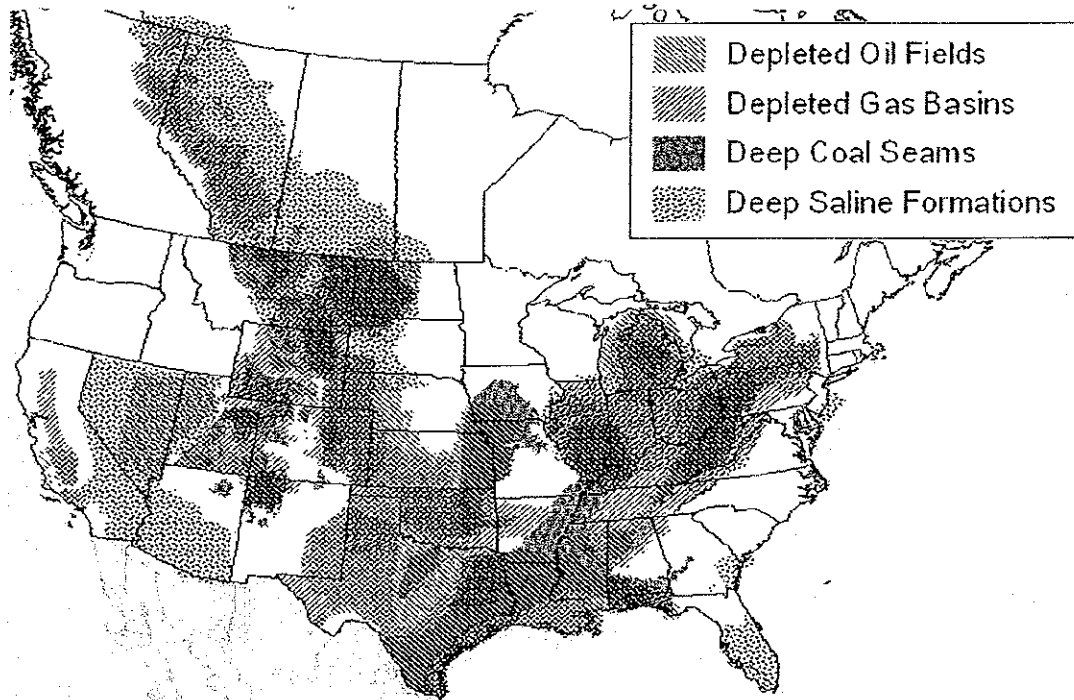 Depleted Oil Fields
Depleted Gas Basins
Deep Coal Seams
Deep Saline Formations